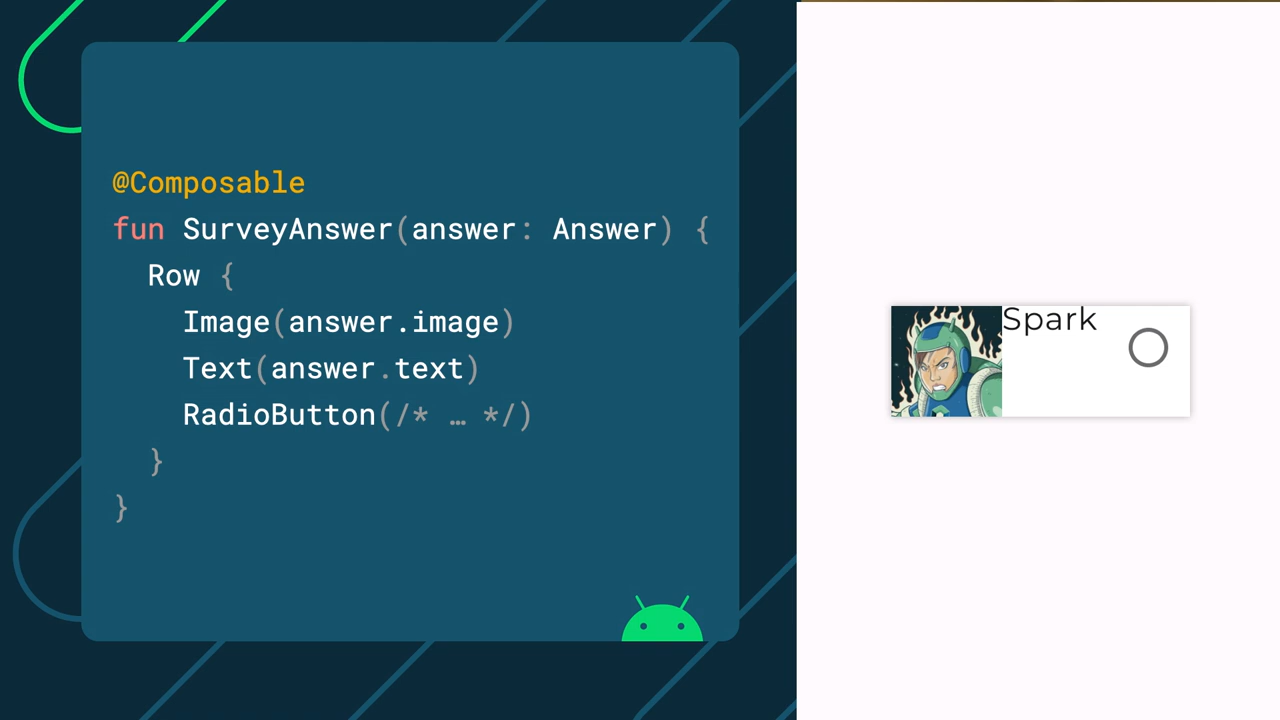 @Composable
fun SurveyAnswer(answer: Answer) {
  Row {
    Image(answer.image)
    Text(answer.text)
    RadioButton(/* … */)
  }
}
Spark